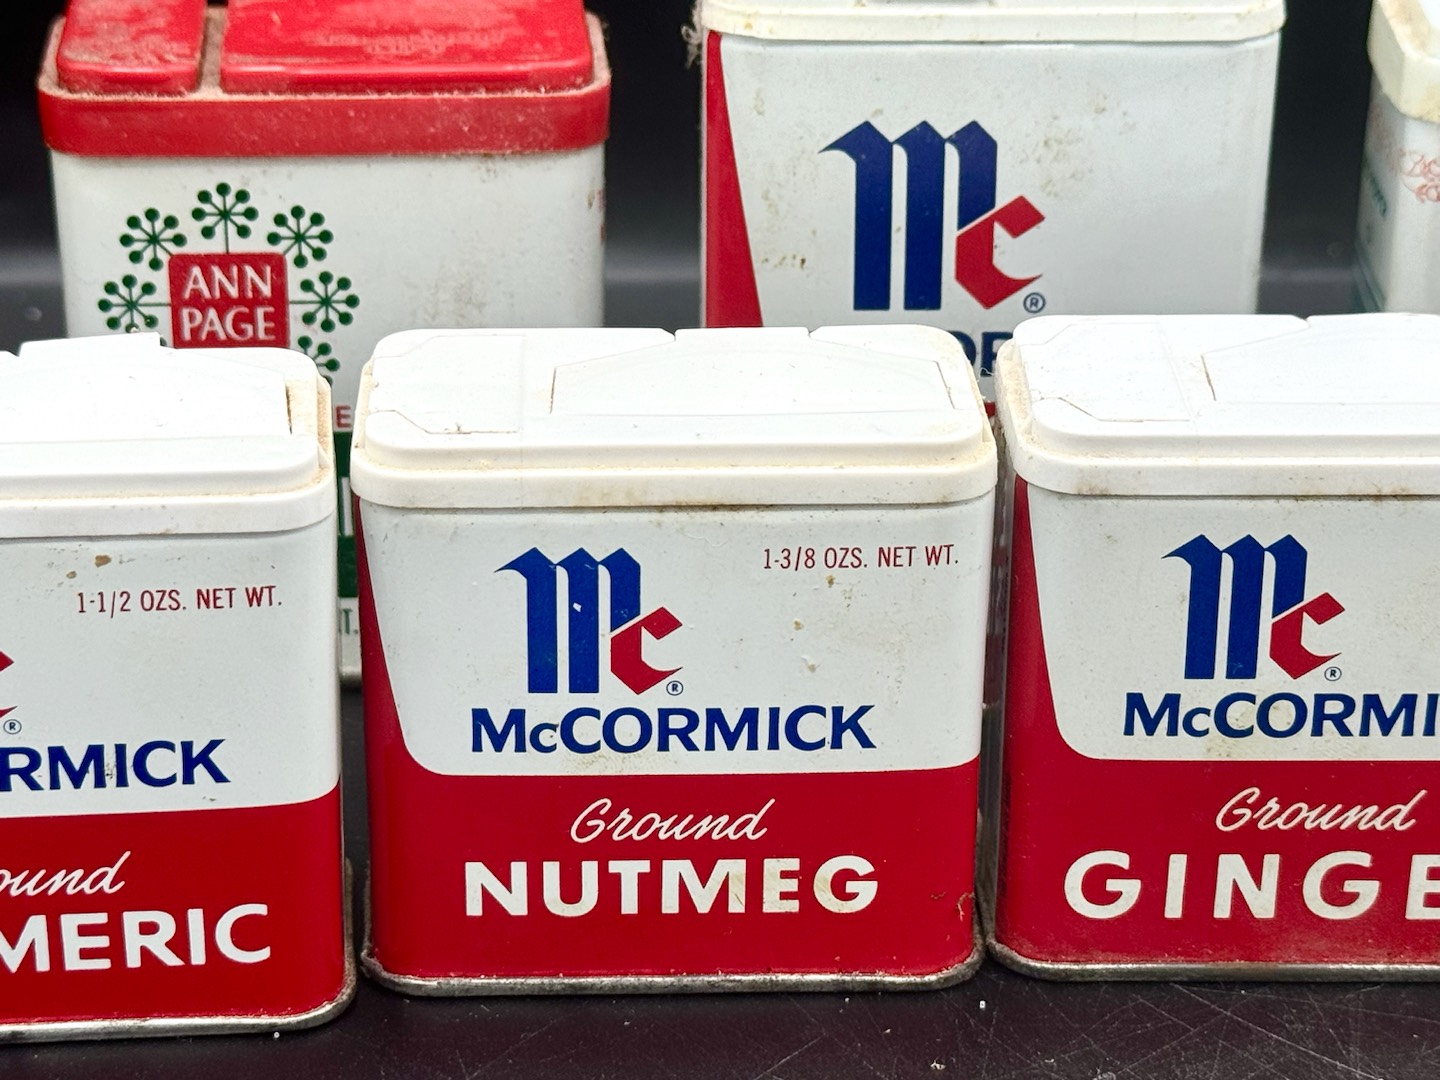 ANN
PAGE
Mc®
1-1/2 OZS. NET WT.
®
RMICK
ound
MERIC
1-3/8 OZS. NET WT.
Mc®
McCORMICK
Ground
NUTMEG
Mc®
McCORMI
Ground
GINGE